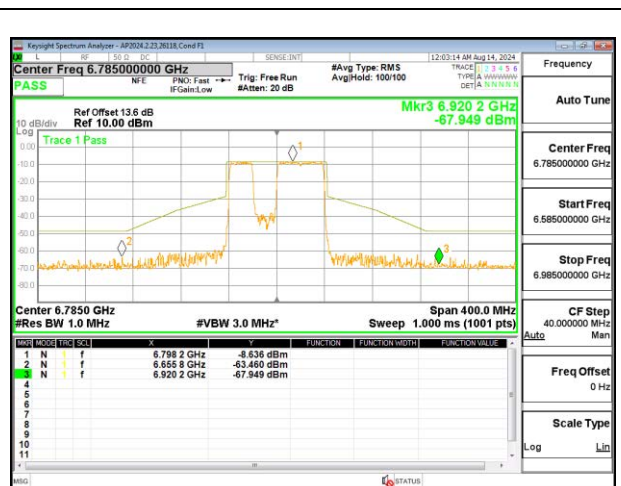 Keysight Spectrum Analyzer - AP2024.2.23,26118,Cond F1
L RF 50 Ω DC SENSE:INT 12:03:14 AM Aug 14, 2024
Center Freq 6.785000000 GHz
PASS
NFE
PNO: Fast
IFGain:Low
Trig: Free Run
#Atten: 20 dB
#Avg Type: RMS
Avg|Hold: 100/100
TRACE 1 2 3 4 5 6
TYPE A WWWWW
DET A N N N N N
Mkr3 6.920 2 GHz
-67.949 dBm
Ref Offset 13.6 dB
10 dB/div Ref 10.00 dBm
Log
Trace 1 Pass
0.00
-10.0
-20.0
-30.0
-40.0
-50.0
-60.0
-70.0
-80.0
1
2
3
Center 6.7850 GHz Span 400.0 MHz
#Res BW 1.0 MHz #VBW 3.0 MHz* Sweep 1.000 ms (1001 pts)
MKR MODE TRC SCL X Y FUNCTION FUNCTION WIDTH FUNCTION VALUE
1 N 1 f 6.798 2 GHz -8.636 dBm
2 N 1 f 6.655 8 GHz -63.460 dBm
3 N 1 f 6.920 2 GHz -67.949 dBm
4
5
6
7
8
9
10
11
MSG STATUS
Frequency
Auto Tune
Center Freq
6.785000000 GHz
Start Freq
6.585000000 GHz
Stop Freq
6.985000000 GHz
CF Step
40.000000 MHz
Auto Man
Freq Offset
0 Hz
Scale Type
Log Lin